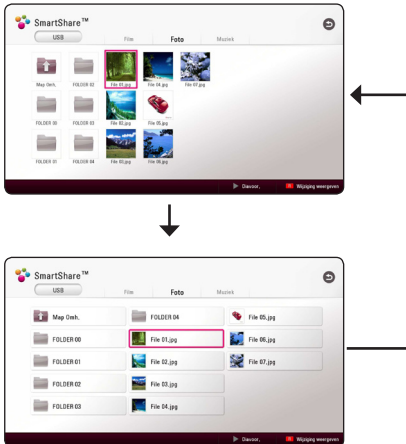 SmartShare™
USB Film Foto Muziek
Map Omh. FOLDER 02 File 01.jpg File 04.jpg File 07.jpg
FOLDER 00 FOLDER 03 File 02.jpg File 05.jpg
FOLDER 01 FOLDER 04 File 03.jpg File 06.jpg
Diavoor. Wijziging weergeven
SmartShare™
USB Film Foto Muziek
Map Omh. FOLDER 04 File 05.jpg
FOLDER 00 File 01.jpg File 06.jpg
FOLDER 01 File 02.jpg File 07.jpg
FOLDER 02 File 03.jpg
FOLDER 03 File 04.jpg
Diavoor. Wijziging weergeven